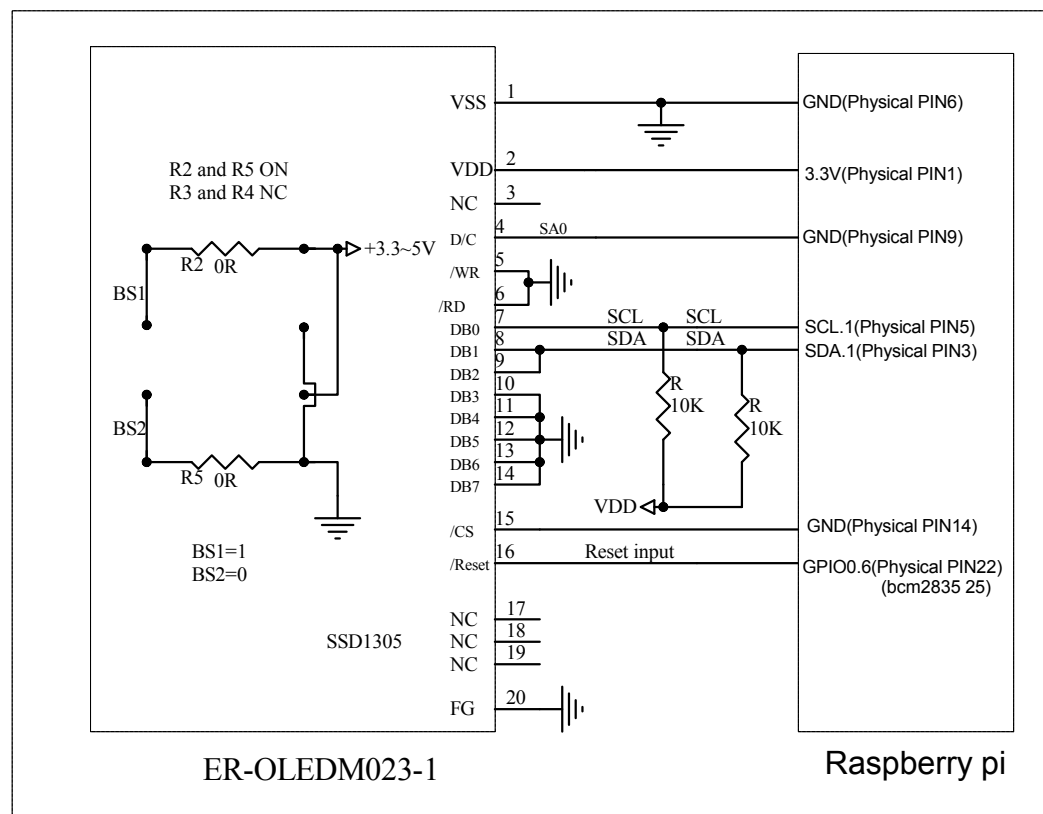 R2 and R5 ON
R3 and R4 NC
+3.3~5V
R2
0R
BS1
BS2
R5
0R
BS1=1
BS2=0
SSD1305
VSS
1
VDD
2
NC
3
D/C
4
SA0
/WR
5
/RD
6
DB0
7
SCL
SCL
DB1
8
SDA
SDA
DB2
9
DB3
10
DB4
11
DB5
12
DB6
13
DB7
14
R
10K
R
10K
VDD
/CS
15
/Reset
16
Reset input
NC
17
NC
18
NC
19
FG
20
GND(Physical PIN6)
3.3V(Physical PIN1)
GND(Physical PIN9)
SCL.1(Physical PIN5)
SDA.1(Physical PIN3)
GND(Physical PIN14)
GPIO0.6(Physical PIN22)
(bcm2835 25)
ER-OLEDM023-1
Raspberry pi